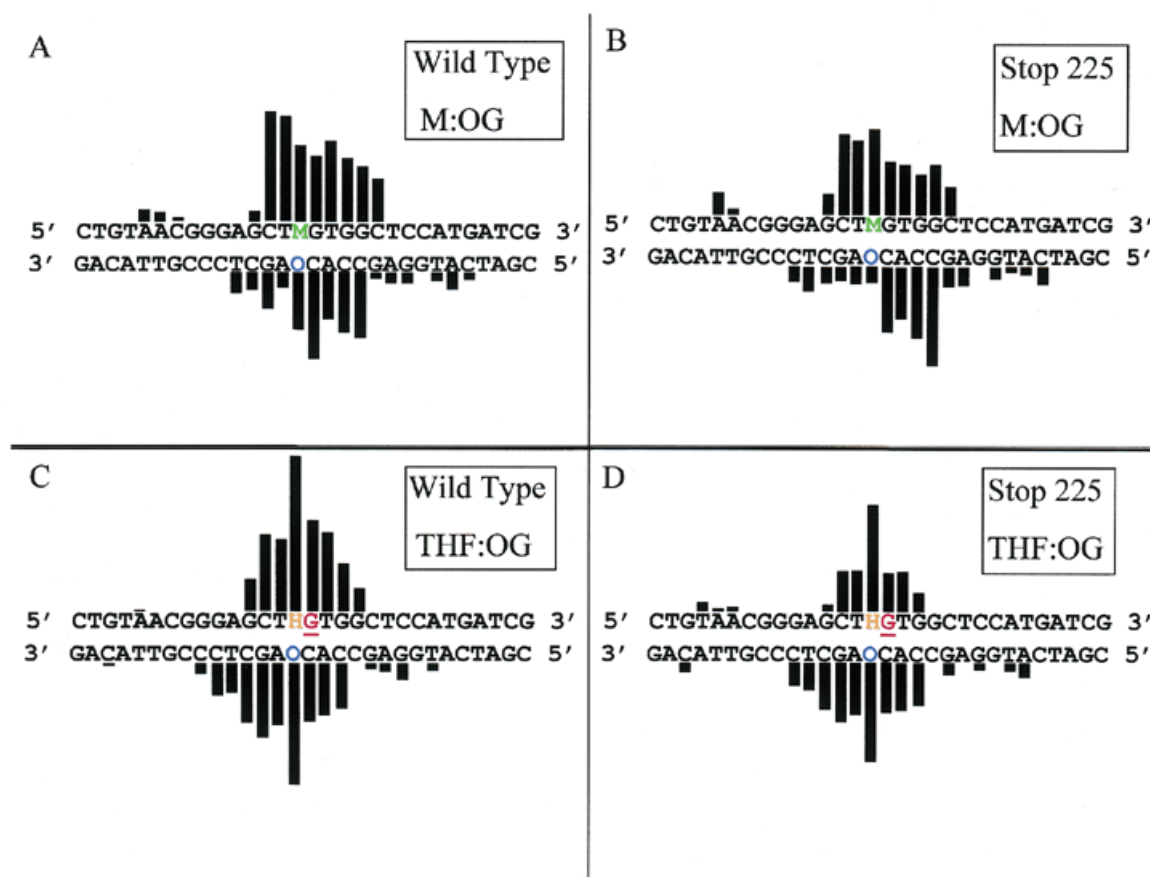 A
Wild Type
M:OG
5′ CTGTAACGGGAGCTMGTGGCTCCATGATCG 3′
3′ GACATTGCCCTCGAOCACCGAGGTACTAGC 5′
B
Stop 225
M:OG
5′ CTGTAACGGGAGCTMGTGGCTCCATGATCG 3′
3′ GACATTGCCCTCGAOCACCGAGGTACTAGC 5′
C
Wild Type
THF:OG
5′ CTGTAACGGGAGCTHGTGGCTCCATGATCG 3′
3′ GACATTGCCCTCGAOCACCGAGGTACTAGC 5′
D
Stop 225
THF:OG
5′ CTGTAACGGGAGCTHGTGGCTCCATGATCG 3′
3′ GACATTGCCCTCGAOCACCGAGGTACTAGC 5′